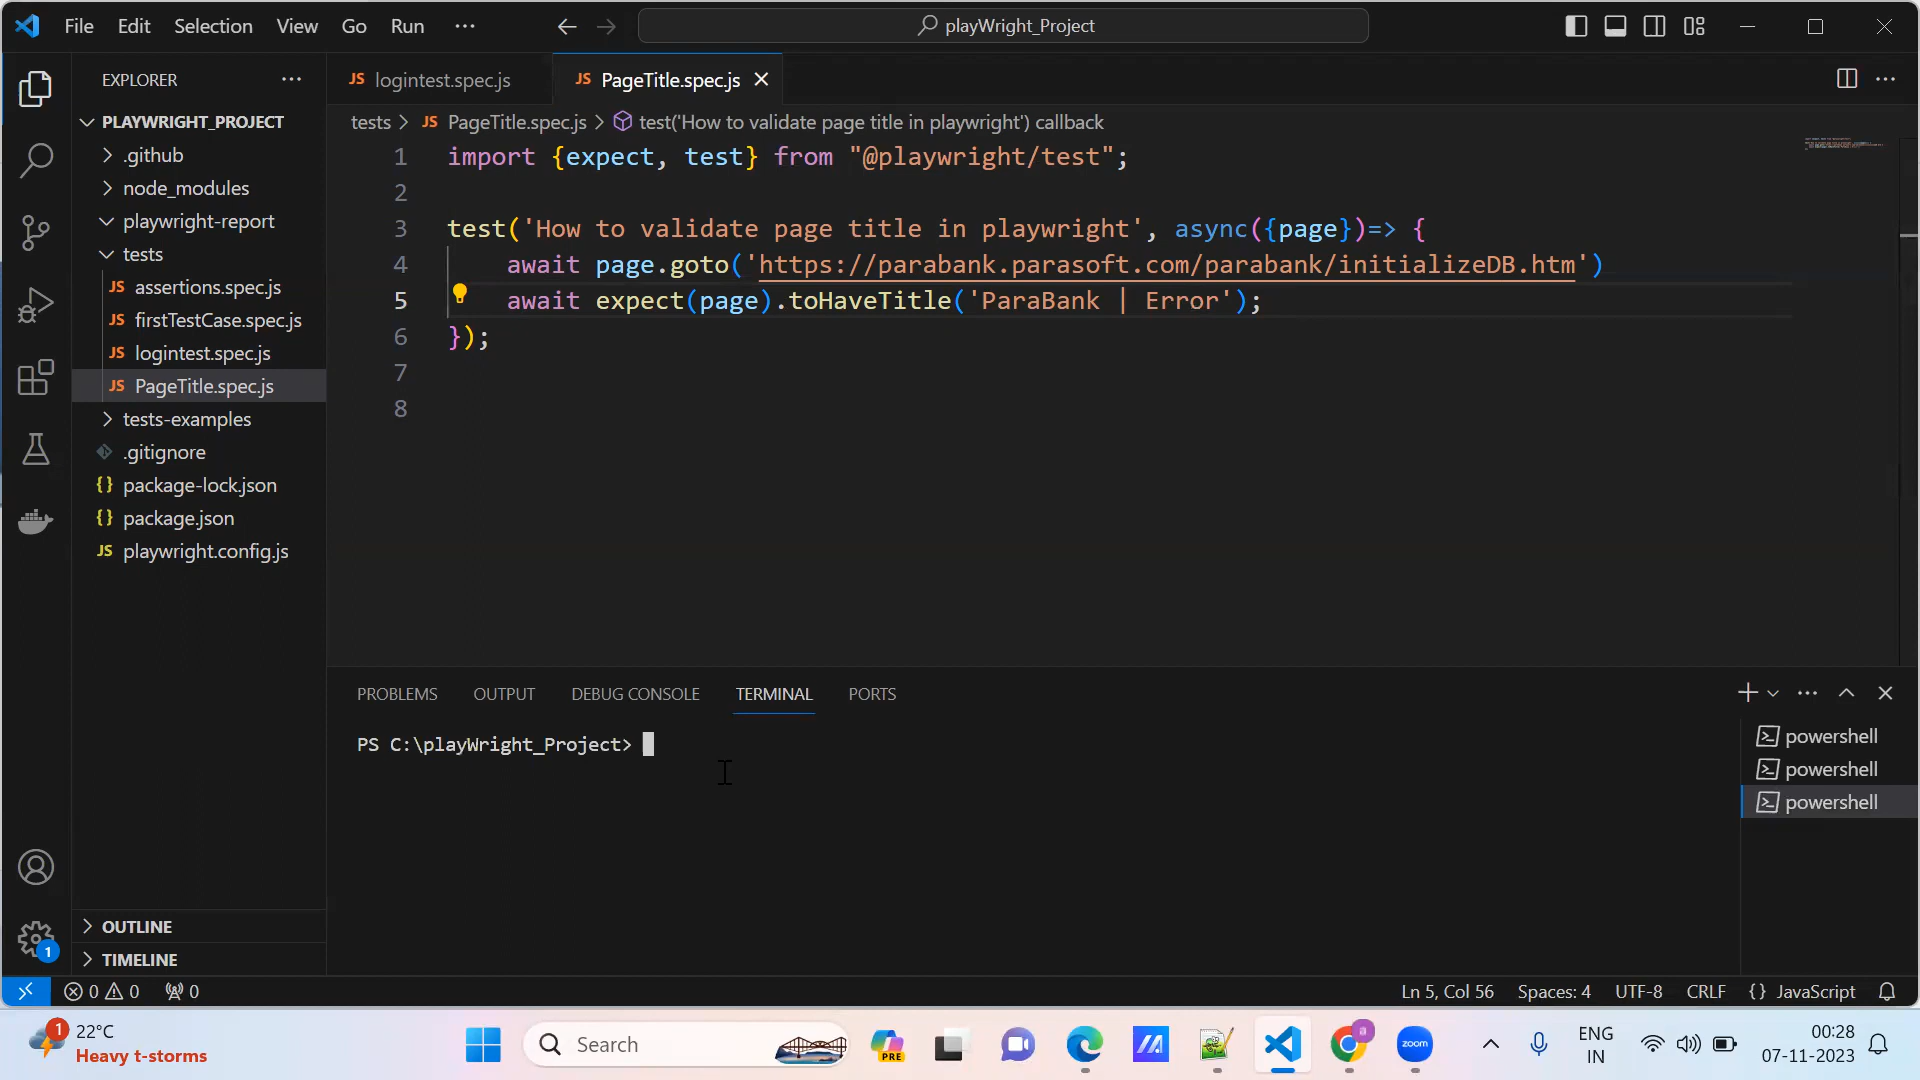 File Edit Selection View Go Run ···
playWright_Project
EXPLORER ···
PLAYWRIGHT_PROJECT
.github
node_modules
playwright-report
tests
JS assertions.spec.js
JS firstTestCase.spec.js
JS logintest.spec.js
JS PageTitle.spec.js
tests-examples
.gitignore
{} package-lock.json
{} package.json
JS playwright.config.js
OUTLINE
TIMELINE
JS logintest.spec.js
JS PageTitle.spec.js
tests > JS PageTitle.spec.js > test('How to validate page title in playwright') callback
1 import {expect, test} from "@playwright/test";
2
3 test('How to validate page title in playwright', async({page})=> {
4 await page.goto('https://parabank.parasoft.com/parabank/initializeDB.htm')
5 await expect(page).toHaveTitle('ParaBank | Error');
6 });
7
8
PROBLEMS OUTPUT DEBUG CONSOLE TERMINAL PORTS
PS C:\playWright_Project>
powershell
powershell
powershell
1
0 0 0
Ln 5, Col 56 Spaces: 4 UTF-8 CRLF {} JavaScript
1
22°C
Heavy t-storms
Search
PRE
a
zoom
ENG
IN
00:28
07-11-2023